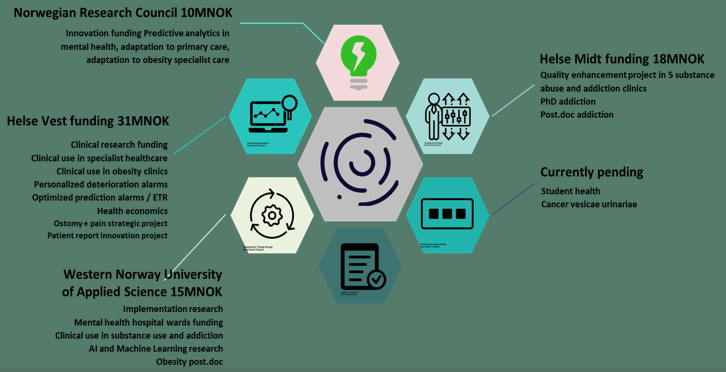 Norwegian Research Council 10MNOK
Innovation funding Predictive analytics in
mental health, adaptation to primary care,
adaptation to obesity specialist care
Helse Midt funding 18MNOK
Quality enhancement project in 5 substance
abuse and addiction clinics
PhD addiction
Post.doc addiction
Helse Vest funding 31MNOK
Clinical research funding
Clinical use in specialist healthcare
Clinical use in obesity clinics
Personalized deterioration alarms
Optimized prediction alarms / ETR
Health economics
Ostomy + pain strategic project
Patient report innovation project
Currently pending
Student health
Cancer vesicae urinariae
Western Norway University
of Applied Science 15MNOK
Implementation research
Mental health hospital wards funding
Clinical use in substance use and addiction
AI and Machine Learning research
Obesity post.doc